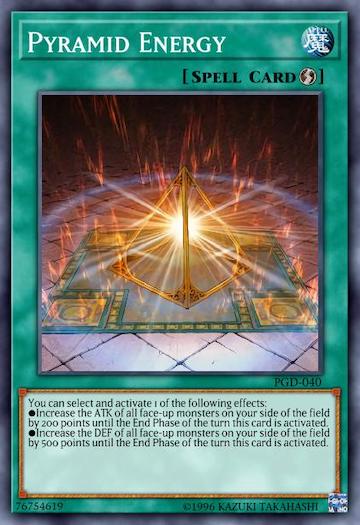 Pyramid Energy
[Spell Card]
PGD-040
You can select and activate 1 of the following effects:
●Increase the ATK of all face-up monsters on your side of the field
by 200 points until the End Phase of the turn this card is activated.
●Increase the DEF of all face-up monsters on your side of the field
by 500 points until the End Phase of the turn this card is activated.
76754619
©1996 KAZUKI TAKAHASHI